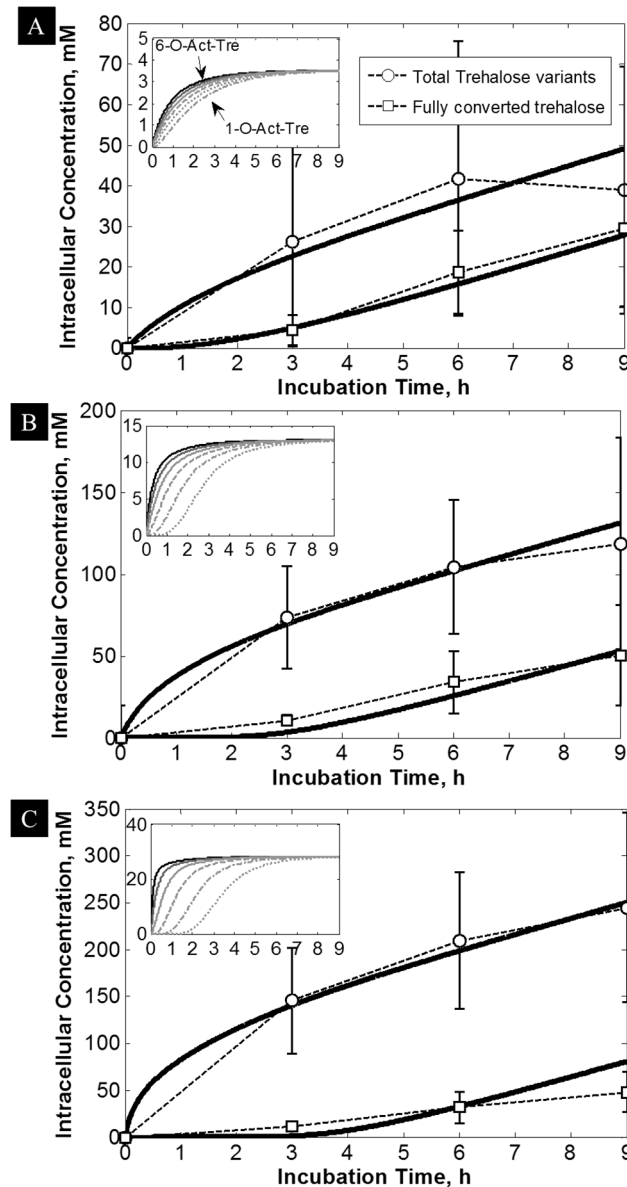 A
Intracellular Concentration, mM
80
70
60
50
40
30
20
10
0
5
4
3
2
1
0
6-O-Act-Tre
1-O-Act-Tre
0 1 2 3 4 5 6 7 8 9
Total Trehalose variants
Fully converted trehalose
0 1 2 3 4 5 6 7 8 9
Incubation Time, h
B
Intracellular Concentration, mM
200
150
100
50
0
15
10
5
0
0 1 2 3 4 5 6 7 8 9
0 1 2 3 4 5 6 7 8 9
Incubation Time, h
C
Intracellular Concentration, mM
350
300
250
200
150
100
50
0
40
20
0
0 1 2 3 4 5 6 7 8 9
0 1 2 3 4 5 6 7 8 9
Incubation Time, h